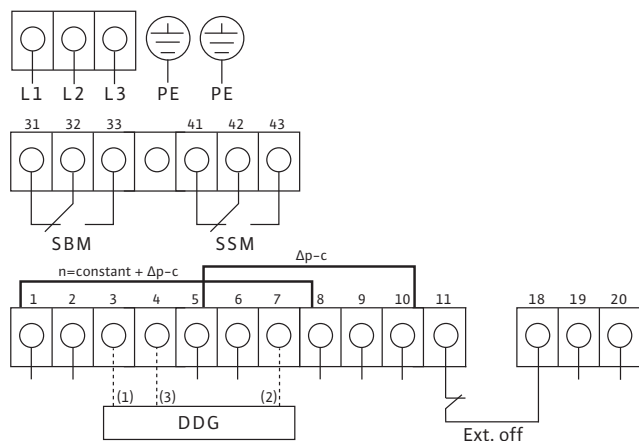 L1 L2 L3 PE PE
31 32 33 41 42 43
SBM SSM
Δp-c
n=constant + Δp-c
1 2 3 4 5 6 7 8 9 10 11 18 19 20
(1) (3) (2)
DDG
Ext. off